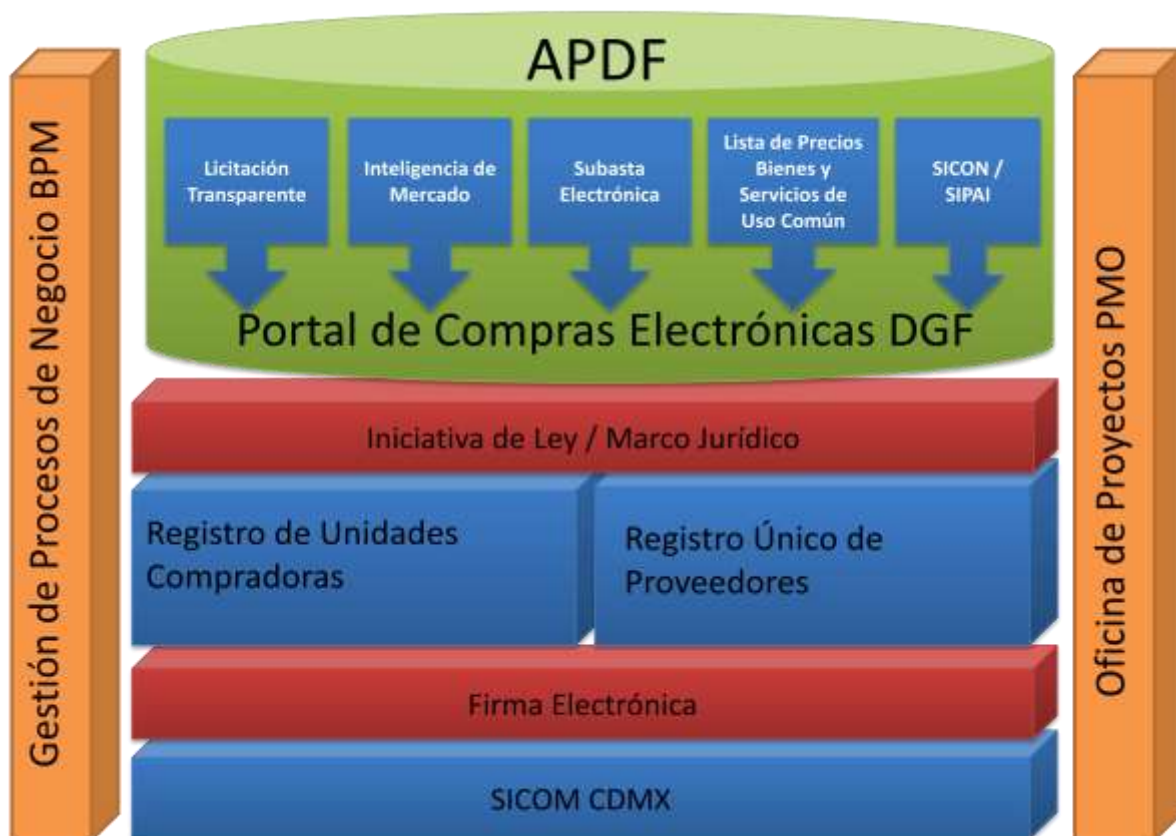 APDF
Licitación
Transparente
Inteligencia de
Mercado
Subasta
Electrónica
Lista de Precios
Bienes y
Servicios de
Uso Común
SICON /
SIPAI
Portal de Compras Electrónicas DGF
Gestión de Procesos de Negocio BPM
Oficina de Proyectos PMO
Iniciativa de Ley / Marco Jurídico
Registro de Unidades
Compradoras
Registro Único de
Proveedores
Firma Electrónica
SICOM CDMX